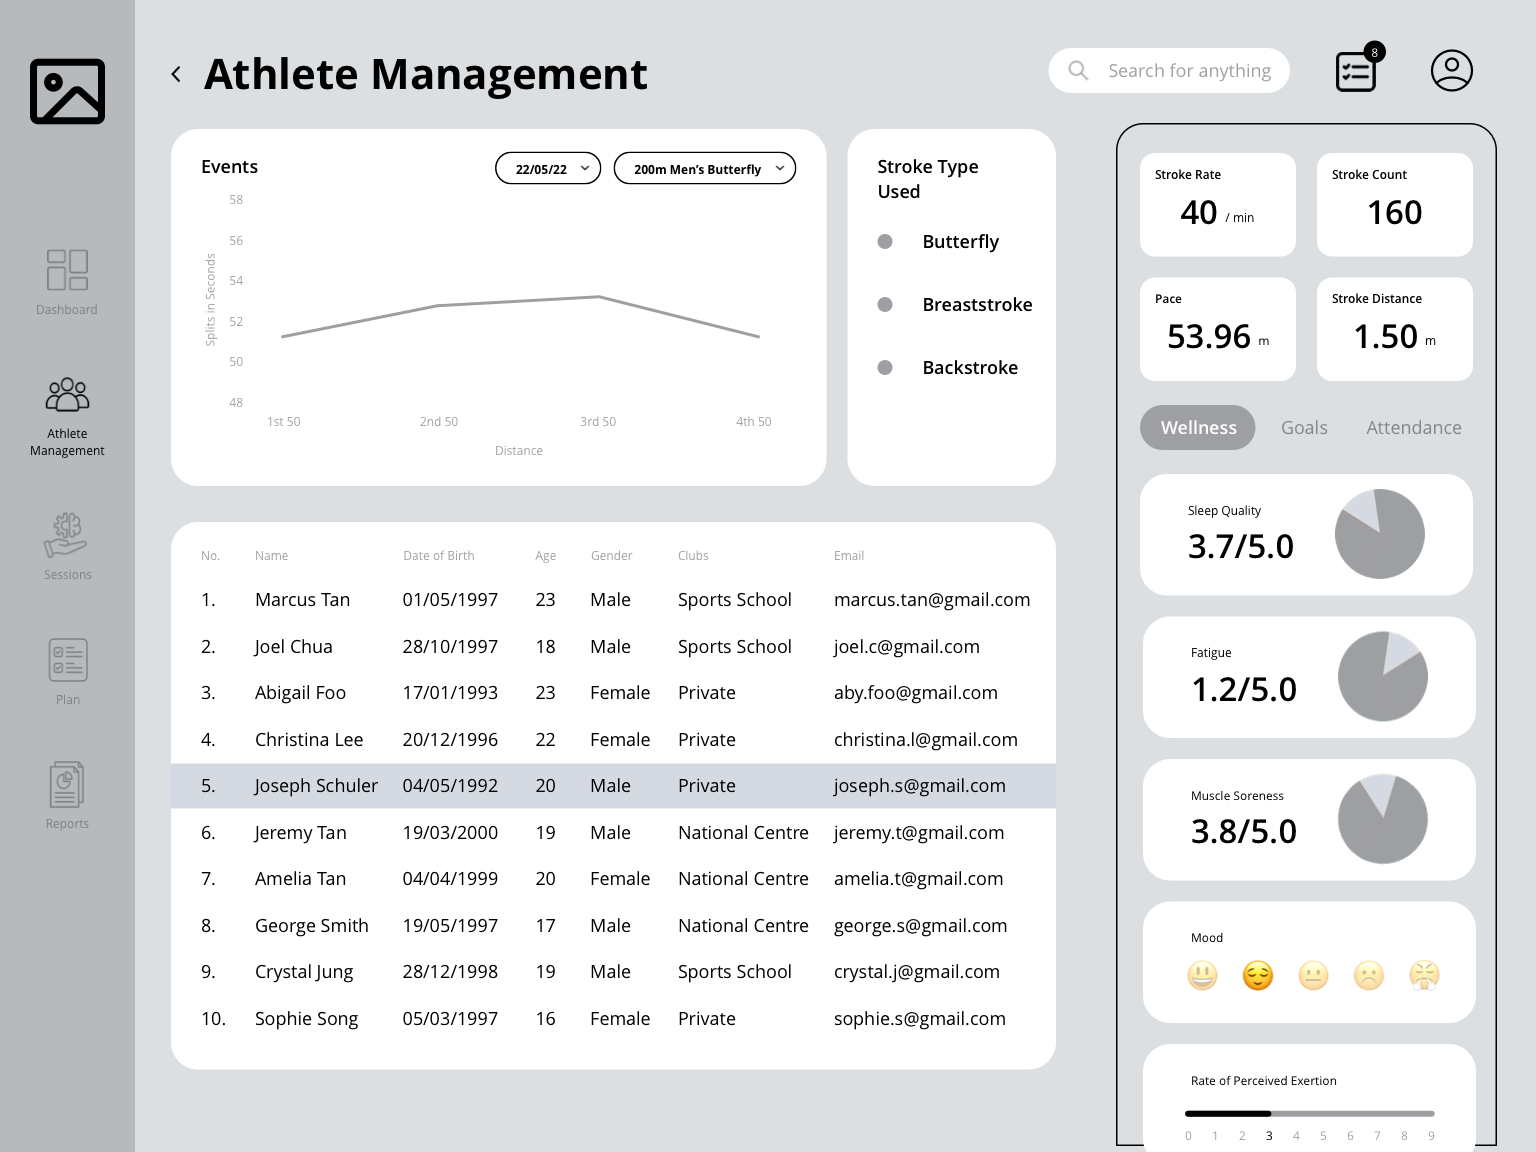 Athlete Management
Search for anything
8
Dashboard
Athlete
Management
Sessions
Plan
Reports
Events
22/05/22
200m Men’s Butterfly
58
56
54
52
50
48
Splits in Seconds
1st 50
2nd 50
3rd 50
4th 50
Distance
Stroke Type
Used
Butterfly
Breaststroke
Backstroke
No. Name Date of Birth Age Gender Clubs Email
1. Marcus Tan 01/05/1997 23 Male Sports School marcus.tan@gmail.com
2. Joel Chua 28/10/1997 18 Male Sports School joel.c@gmail.com
3. Abigail Foo 17/01/1993 23 Female Private aby.foo@gmail.com
4. Christina Lee 20/12/1996 22 Female Private christina.l@gmail.com
5. Joseph Schuler 04/05/1992 20 Male Private joseph.s@gmail.com
6. Jeremy Tan 19/03/2000 19 Male National Centre jeremy.t@gmail.com
7. Amelia Tan 04/04/1999 20 Female National Centre amelia.t@gmail.com
8. George Smith 19/05/1997 17 Male National Centre george.s@gmail.com
9. Crystal Jung 28/12/1998 19 Male Sports School crystal.j@gmail.com
10. Sophie Song 05/03/1997 16 Female Private sophie.s@gmail.com
Stroke Rate
40 / min
Stroke Count
160
Pace
53.96 m
Stroke Distance
1.50 m
Wellness Goals Attendance
Sleep Quality
3.7/5.0
Fatigue
1.2/5.0
Muscle Soreness
3.8/5.0
Mood
Rate of Perceived Exertion
0 1 2 3 4 5 6 7 8 9